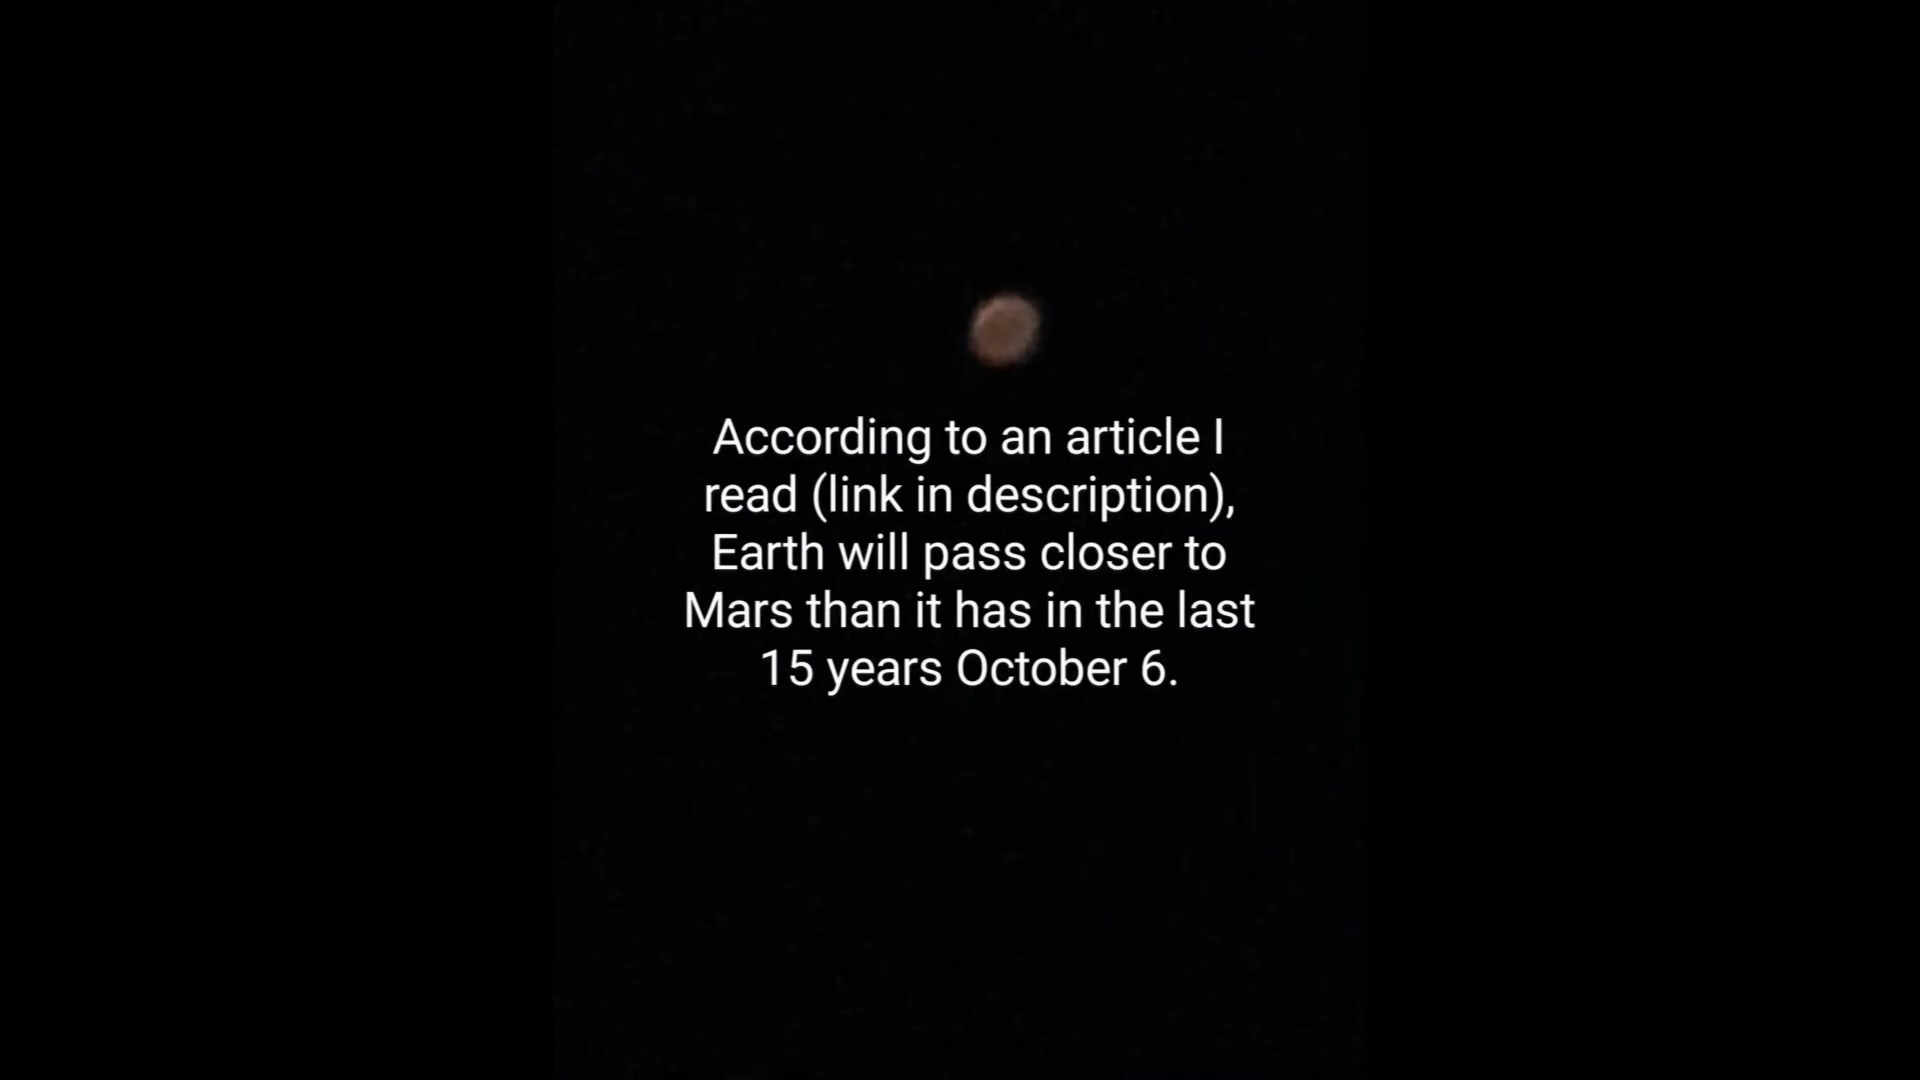 According to an article I
read (link in description),
Earth will pass closer to
Mars than it has in the last
15 years October 6.